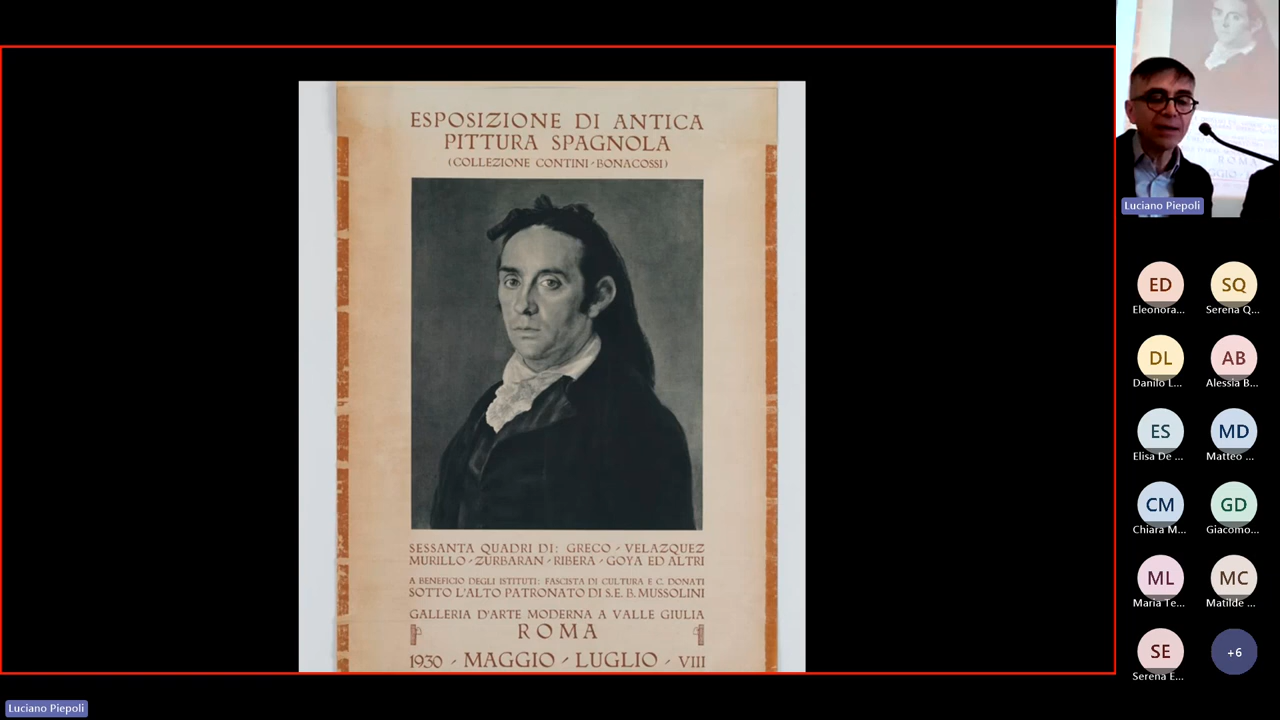 ESPOSIZIONE DI ANTICA
PITTURA SPAGNOLA
(COLLEZIONE CONTINI-BONACOSSI)
SESSANTA QUADRI DI: GRECO - VELAZQUEZ
MURILLO - ZURBARAN - RIBERA - GOYA ED ALTRI
A BENEFICIO DEGLI ISTITUTI: FASCISTA DI CULTURA E C. DONATI
SOTTO L'ALTO PATRONATO DI S.E. B. MUSSOLINI
GALLERIA D'ARTE MODERNA A VALLE GIULIA
ROMA
1930 - MAGGIO - LUGLIO - VIII
Luciano Piepoli
ROMA
Luciano Piepoli
ED
SQ
Eleonora...
Serena Q...
DL
AB
Danilo L...
Alessia B...
ES
MD
Elisa De ...
Matteo ...
CM
GD
Chiara M...
Giacomo...
ML
MC
Maria Te...
Matilde ...
SE
+6
Serena E...